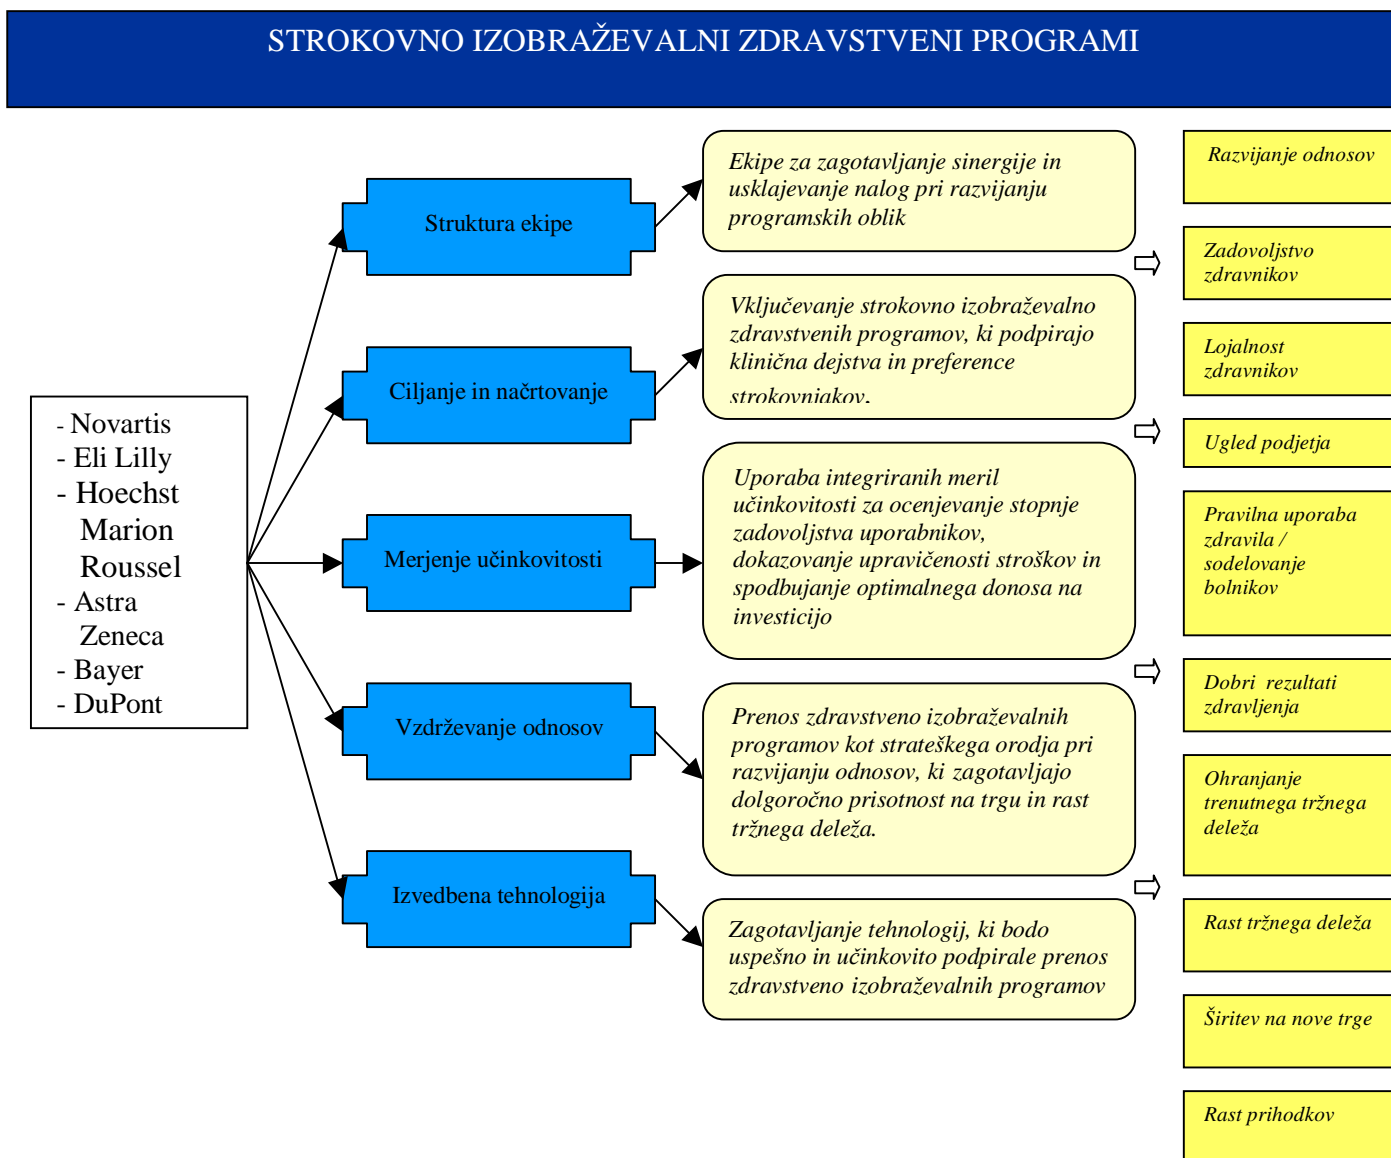 STROKOVNO IZOBRAŽEVALNI ZDRAVSTVENI PROGRAMI
- Novartis
- Eli Lilly
- Hoechst
Marion
Roussel
- Astra
Zeneca
- Bayer
- DuPont
Struktura ekipe
Ciljanje in načrtovanje
Merjenje učinkovitosti
Vzdrževanje odnosov
Izvedbena tehnologija
Ekipe za zagotavljanje sinergije in
usklajevanje nalog pri razvijanju
programskih oblik
Vključevanje strokovno izobraževalno
zdravstvenih programov, ki podpirajo
klinična dejstva in preference
strokovnjakov.
Uporaba integriranih meril
učinkovitosti za ocenjevanje stopnje
zadovoljstva uporabnikov,
dokazovanje upravičenosti stroškov in
spodbujanje optimalnega donosa na
investicijo
Prenos zdravstveno izobraževalnih
programov kot strateškega orodja pri
razvijanju odnosov, ki zagotavljajo
dolgoročno prisotnost na trgu in rast
tržnega deleža.
Zagotavljanje tehnologij, ki bodo
uspešno in učinkovito podpirale prenos
zdravstveno izobraževalnih programov
Razvijanje odnosov
Zadovoljstvo
zdravnikov
Lojalnost
zdravnikov
Ugled podjetja
Pravilna uporaba
zdravila /
sodelovanje
bolnikov
Dobri rezultati
zdravljenja
Ohranjanje
trenutnega tržnega
deleža
Rast tržnega deleža
Širitev na nove trge
Rast prihodkov